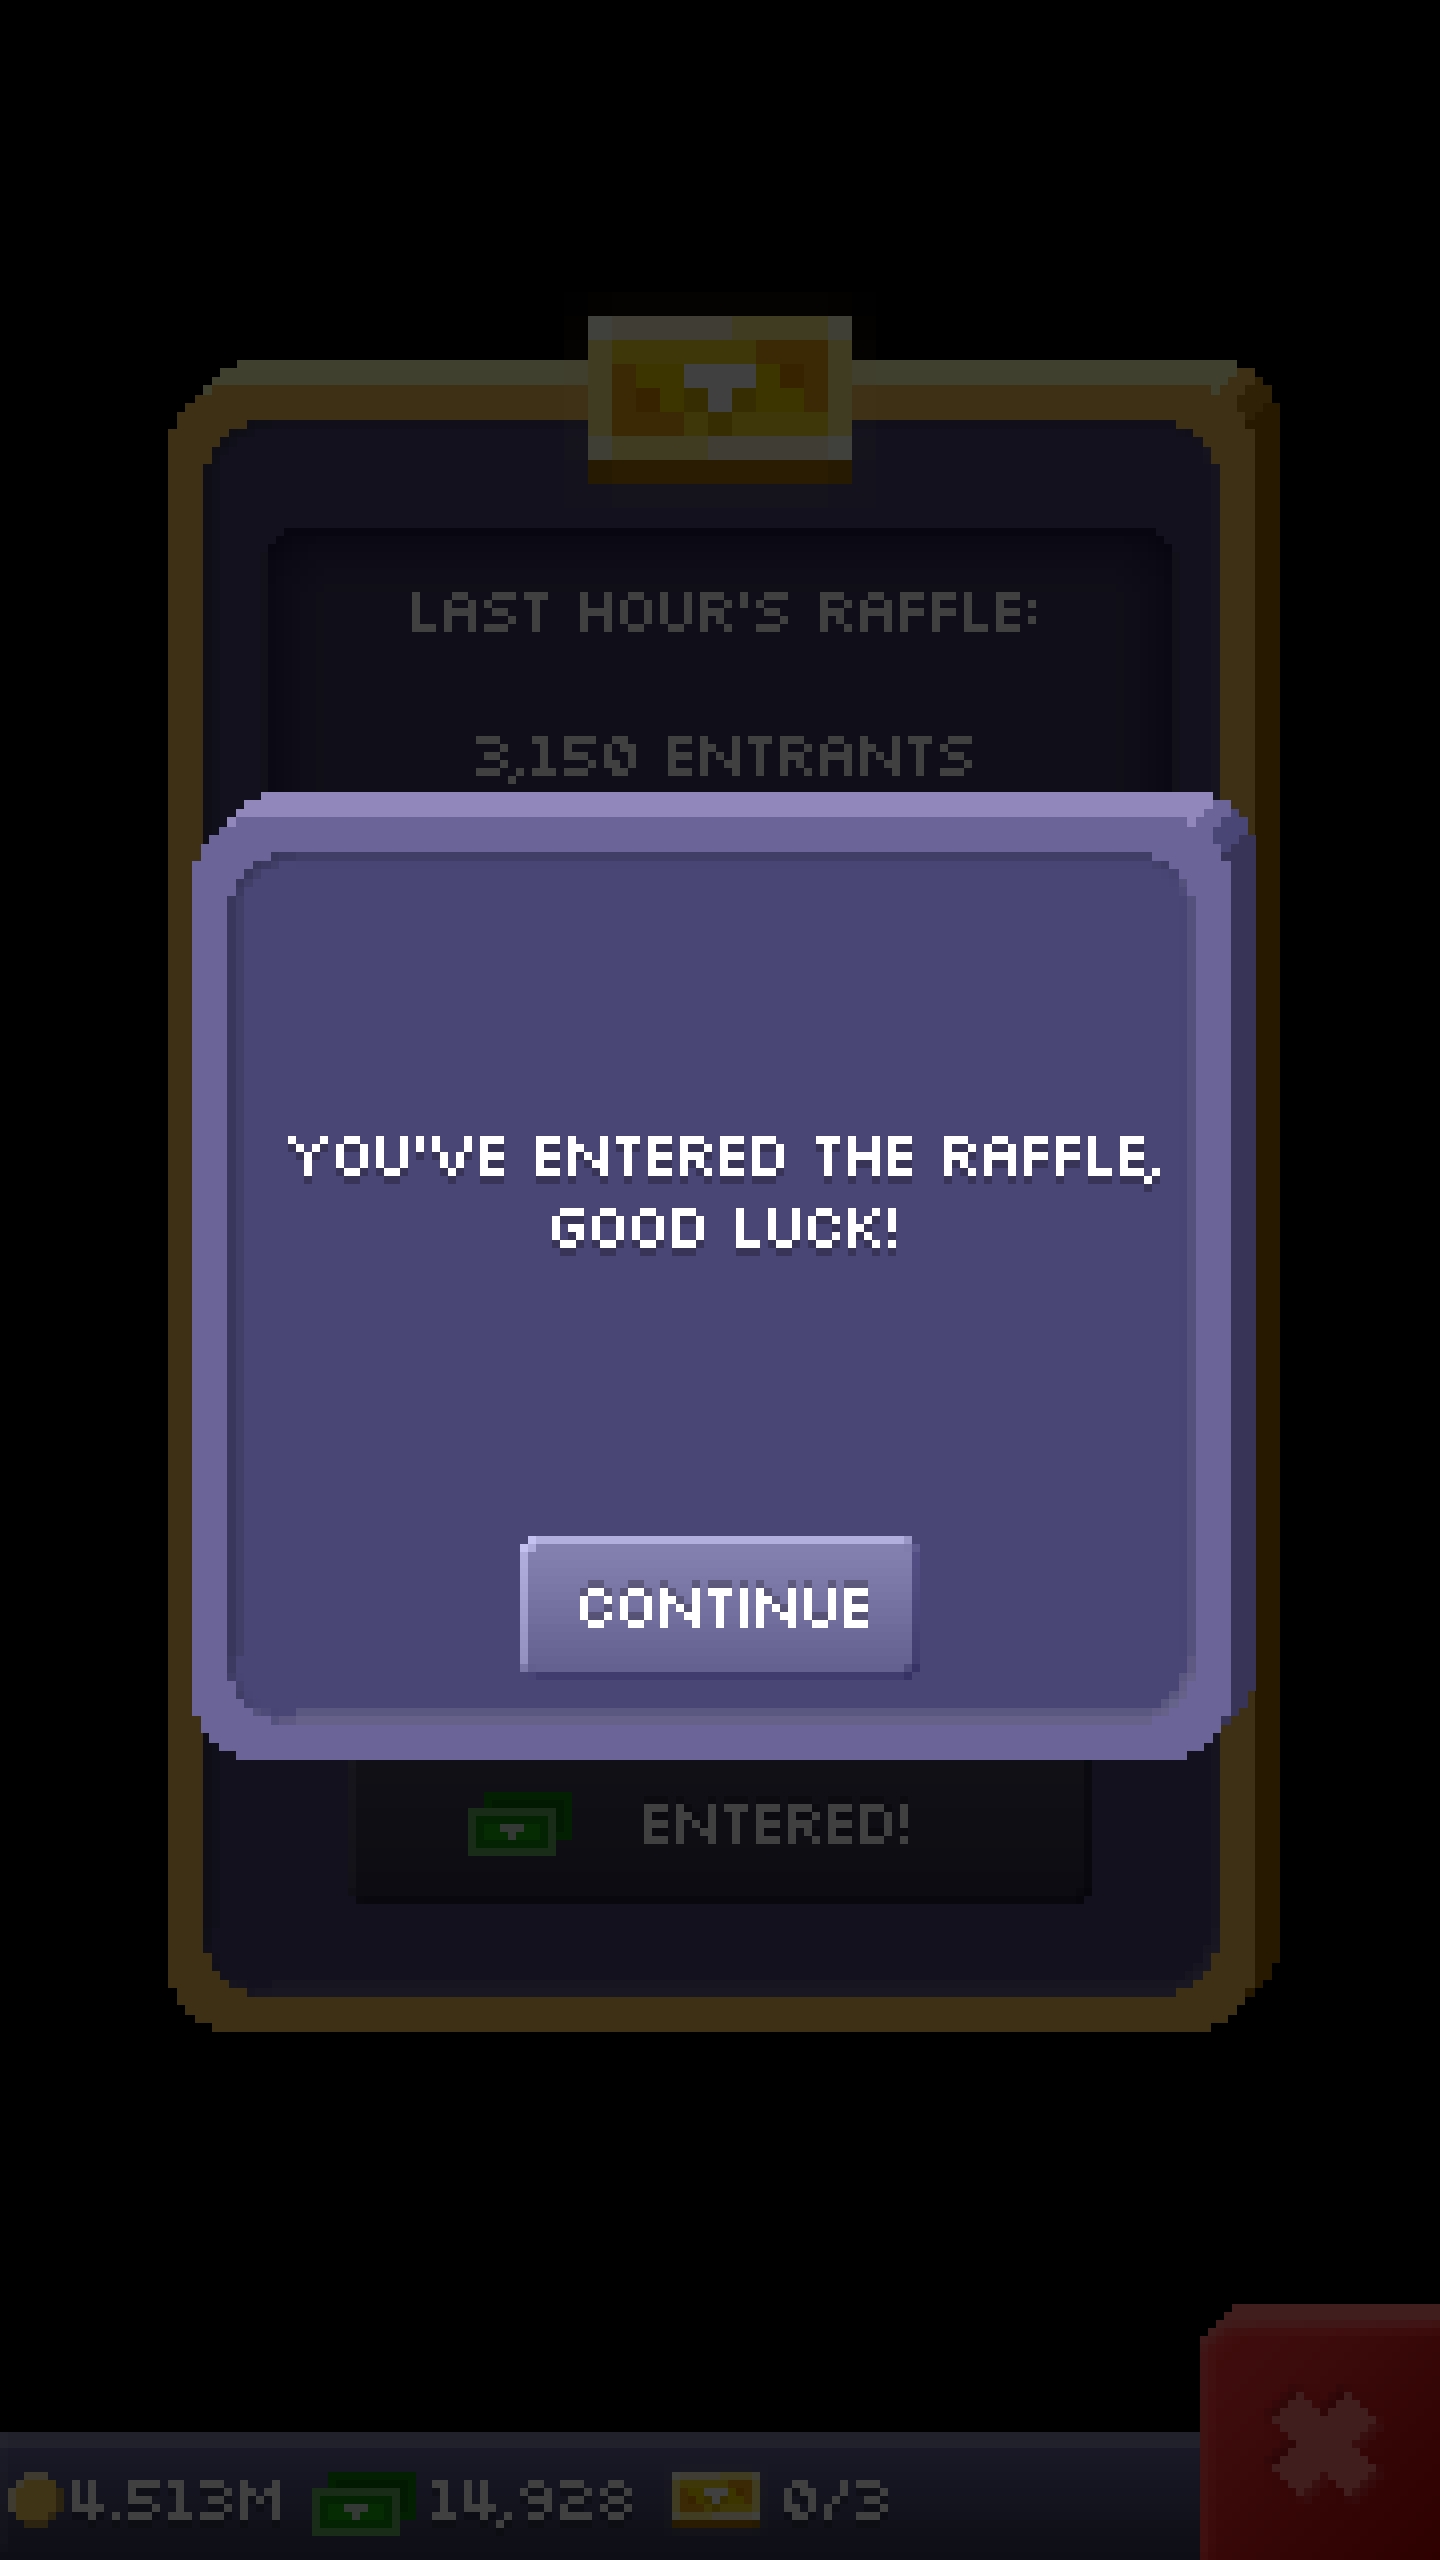 LAST HOUR'S RAFFLE:
3,150 ENTRANTS
YOU'VE ENTERED THE RAFFLE,
GOOD LUCK!
CONTINUE
ENTERED!
4.513M 14,928 0/3